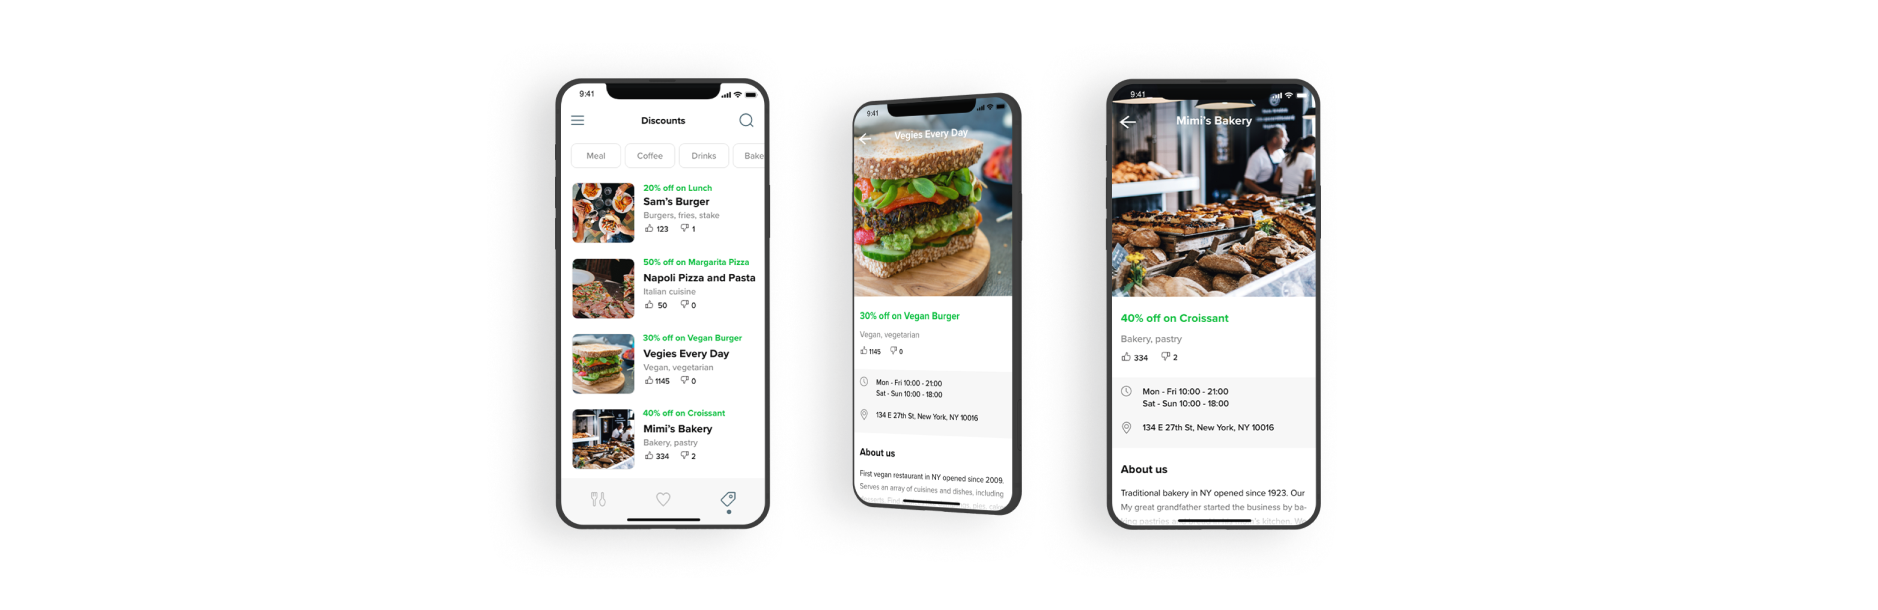 9:41
Discounts
Meal
Coffee
Drinks
Bake
20% off on Lunch
Sam's Burger
Burgers, fries, stake
123
1
50% off on Margarita Pizza
Napoli Pizza and Pasta
Italian cuisine
50
0
30% off on Vegan Burger
Vegies Every Day
Vegan, vegetarian
1145
0
40% off on Croissant
Mimi's Bakery
Bakery, pastry
334
2
9:41
Vegies Every Day
30% off on Vegan Burger
Vegan, vegetarian
1145
0
Mon - Fri 10:00 - 21:00
Sat - Sun 10:00 - 18:00
134 E 27th St, New York, NY 10016
About us
First vegan restaurant in NY opened since 2009.
Serves an array of cuisines and dishes, including
9:41
Mimi's Bakery
40% off on Croissant
Bakery, pastry
334
2
Mon - Fri 10:00 - 21:00
Sat - Sun 10:00 - 18:00
134 E 27th St, New York, NY 10016
About us
Traditional bakery in NY opened since 1923. Our
My great grandfather started the business by ba-
king pastries 's kitchen.